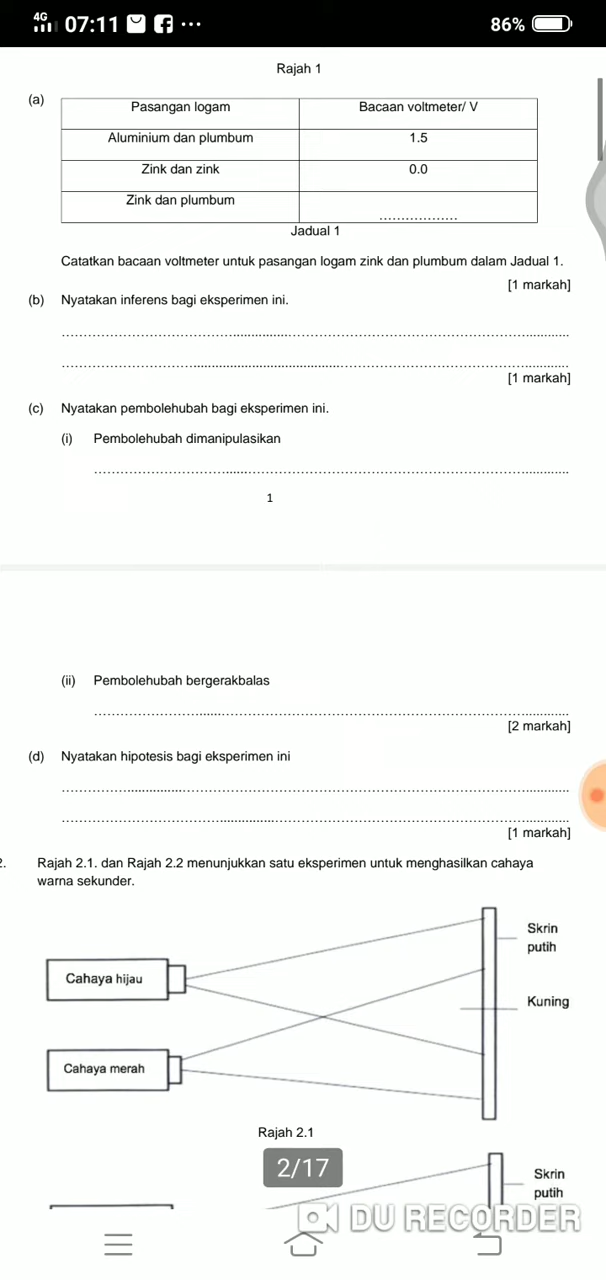 4G 07:11 86%
Rajah 1
(a)
Pasangan logam Bacaan voltmeter/ V
Aluminium dan plumbum 1.5
Zink dan zink 0.0
Zink dan plumbum ..................
Jadual 1
Catatkan bacaan voltmeter untuk pasangan logam zink dan plumbum dalam Jadual 1.
[1 markah]
(b) Nyatakan inferens bagi eksperimen ini.
[1 markah]
(c) Nyatakan pembolehubah bagi eksperimen ini.
(i) Pembolehubah dimanipulasikan
1
(ii) Pembolehubah bergerakbalas
[2 markah]
(d) Nyatakan hipotesis bagi eksperimen ini
[1 markah]
2. Rajah 2.1. dan Rajah 2.2 menunjukkan satu eksperimen untuk menghasilkan cahaya
warna sekunder.
Skrin
putih
Cahaya hijau
Kuning
Cahaya merah
Rajah 2.1
2/17
Skrin
putih
DU RECORDER